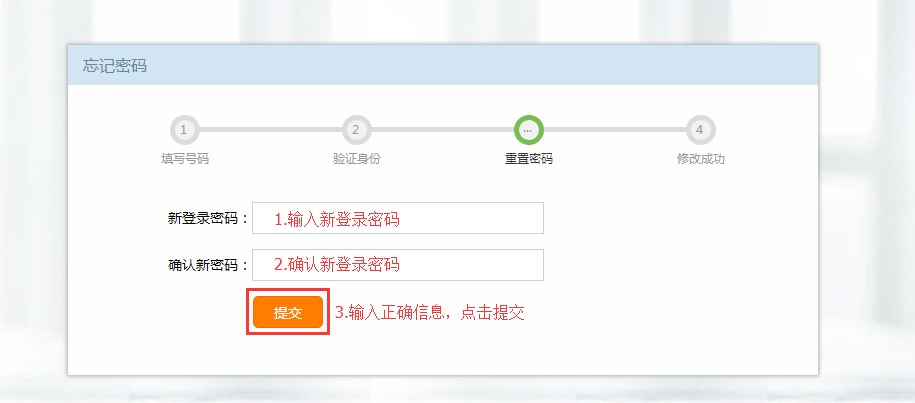 忘记密码
1 2 ... 4
填写号码 验证身份 重置密码 修改成功
新登录密码： 1.输入新登录密码
确认新密码： 2.确认新登录密码
提交 3.输入正确信息，点击提交